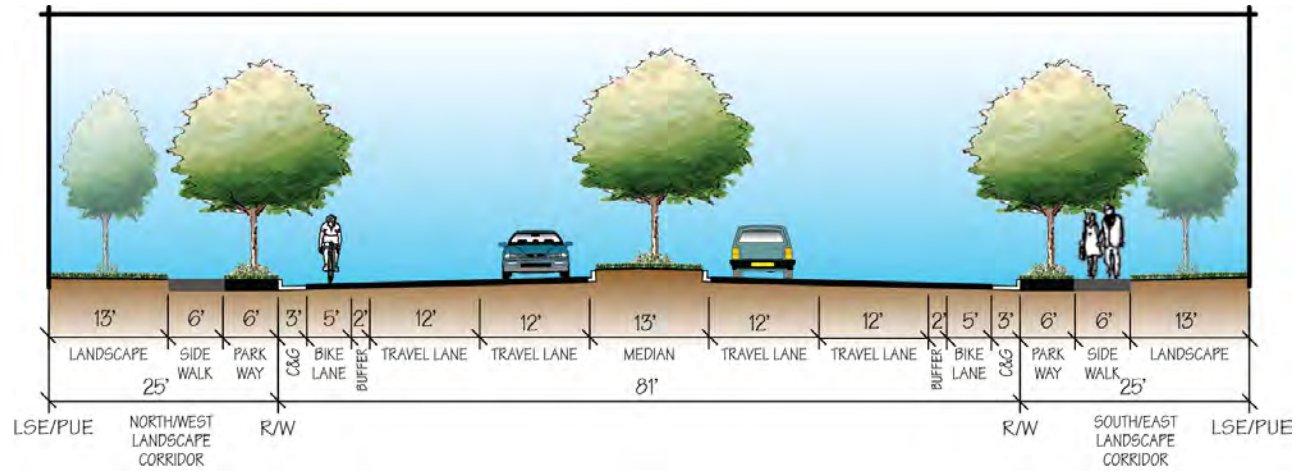 13' 6' 6' 3' 5' 2' 12' 12' 13' 12' 12' 2' 5' 3' 6' 6' 13'
LANDSCAPE SIDE WALK PARK WAY C&G BIKE LANE BUFFER TRAVEL LANE TRAVEL LANE MEDIAN TRAVEL LANE TRAVEL LANE BUFFER BIKE LANE C&G PARK WAY SIDE WALK LANDSCAPE
25' 81' 25'
LSE/PUE NORTH/WEST LANDSCAPE CORRIDOR R/W R/W SOUTH/EAST LANDSCAPE CORRIDOR LSE/PUE